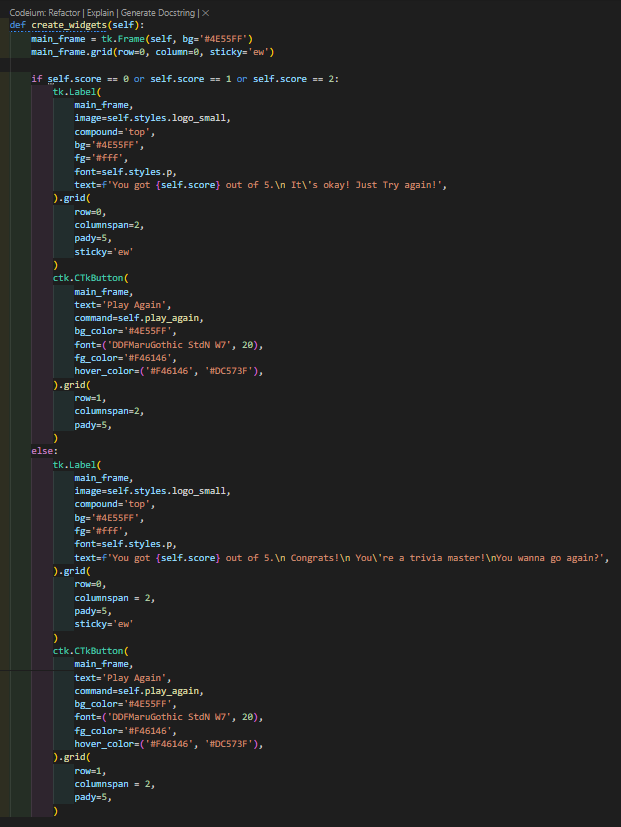 Codeium: Refactor | Explain | Generate Docstring | ×
def create_widgets(self):
    main_frame = tk.Frame(self, bg='#4E55FF')
    main_frame.grid(row=0, column=0, sticky='ew')

    if self.score == 0 or self.score == 1 or self.score == 2:
        tk.Label(
            main_frame,
            image=self.styles.logo_small,
            compound='top',
            bg='#4E55FF',
            fg='#fff',
            font=self.styles.p,
            text=f'You got {self.score} out of 5.\n It\'s okay! Just Try again!',
        ).grid(
            row=0,
            columnspan=2,
            pady=5,
            sticky='ew'
        )
        ctk.CTkButton(
            main_frame,
            text='Play Again',
            command=self.play_again,
            bg_color='#4E55FF',
            font=('DDFMaruGothic StdN W7', 20),
            fg_color='#F46146',
            hover_color=('#F46146', '#DC573F'),
        ).grid(
            row=1,
            columnspan=2,
            pady=5,
        )
    else:
        tk.Label(
            main_frame,
            image=self.styles.logo_small,
            compound='top',
            bg='#4E55FF',
            fg='#fff',
            font=self.styles.p,
            text=f'You got {self.score} out of 5.\n Congrats!\n You\'re a trivia master!\nYou wanna go again?',
        ).grid(
            row=0,
            columnspan = 2,
            pady=5,
            sticky='ew'
        )
        ctk.CTkButton(
            main_frame,
            text='Play Again',
            command=self.play_again,
            bg_color='#4E55FF',
            font=('DDFMaruGothic StdN W7', 20),
            fg_color='#F46146',
            hover_color=('#F46146', '#DC573F'),
        ).grid(
            row=1,
            columnspan = 2,
            pady=5,
        )